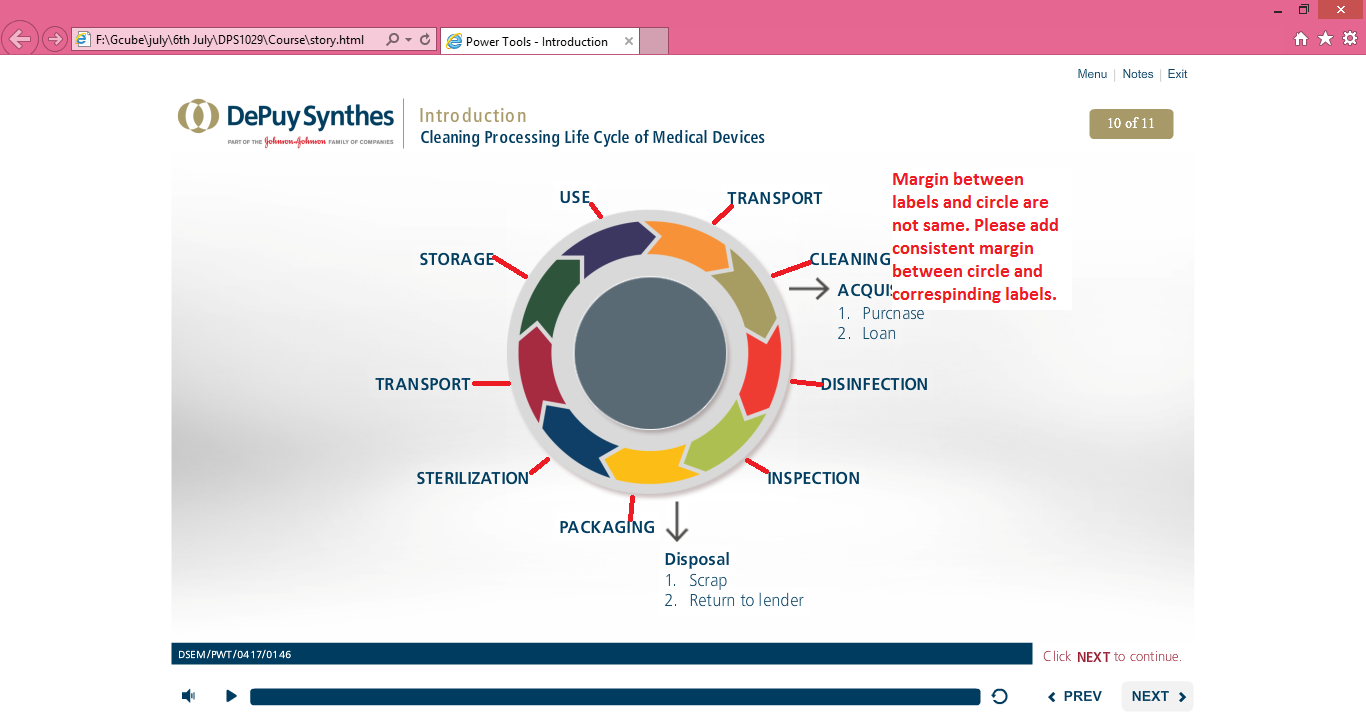 F:\Gcube\july\6th July\DPS1029\Course\story.html
Power Tools - Introduction
Menu | Notes | Exit
DePuy Synthes
PART OF THE Johnson-Johnson FAMILY OF COMPANIES
Introduction
Cleaning Processing Life Cycle of Medical Devices
10 of 11
Margin between
labels and circle are
not same. Please add
consistent margin
between circle and
correspinding labels.
USE
TRANSPORT
STORAGE
CLEANING
ACQUIS
1. Purchase
2. Loan
TRANSPORT
DISINFECTION
STERILIZATION
INSPECTION
PACKAGING
Disposal
1. Scrap
2. Return to lender
DSEM/PWT/0417/0146
Click NEXT to continue.
PREV
NEXT